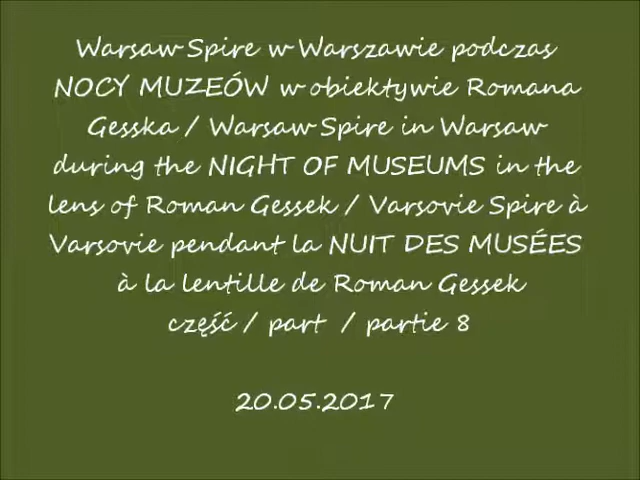 Warsaw Spire w Warszawie podczas
NOCY MUZEÓW w obiektywie Romana
Gesska / Warsaw Spire in Warsaw
during the NIGHT OF MUSEUMS in the
lens of Roman Gessek / Varsovie Spire à
Varsovie pendant la NUIT DES MUSÉES
à la lentille de Roman Gessek
część / part / partie 8
20.05.2017